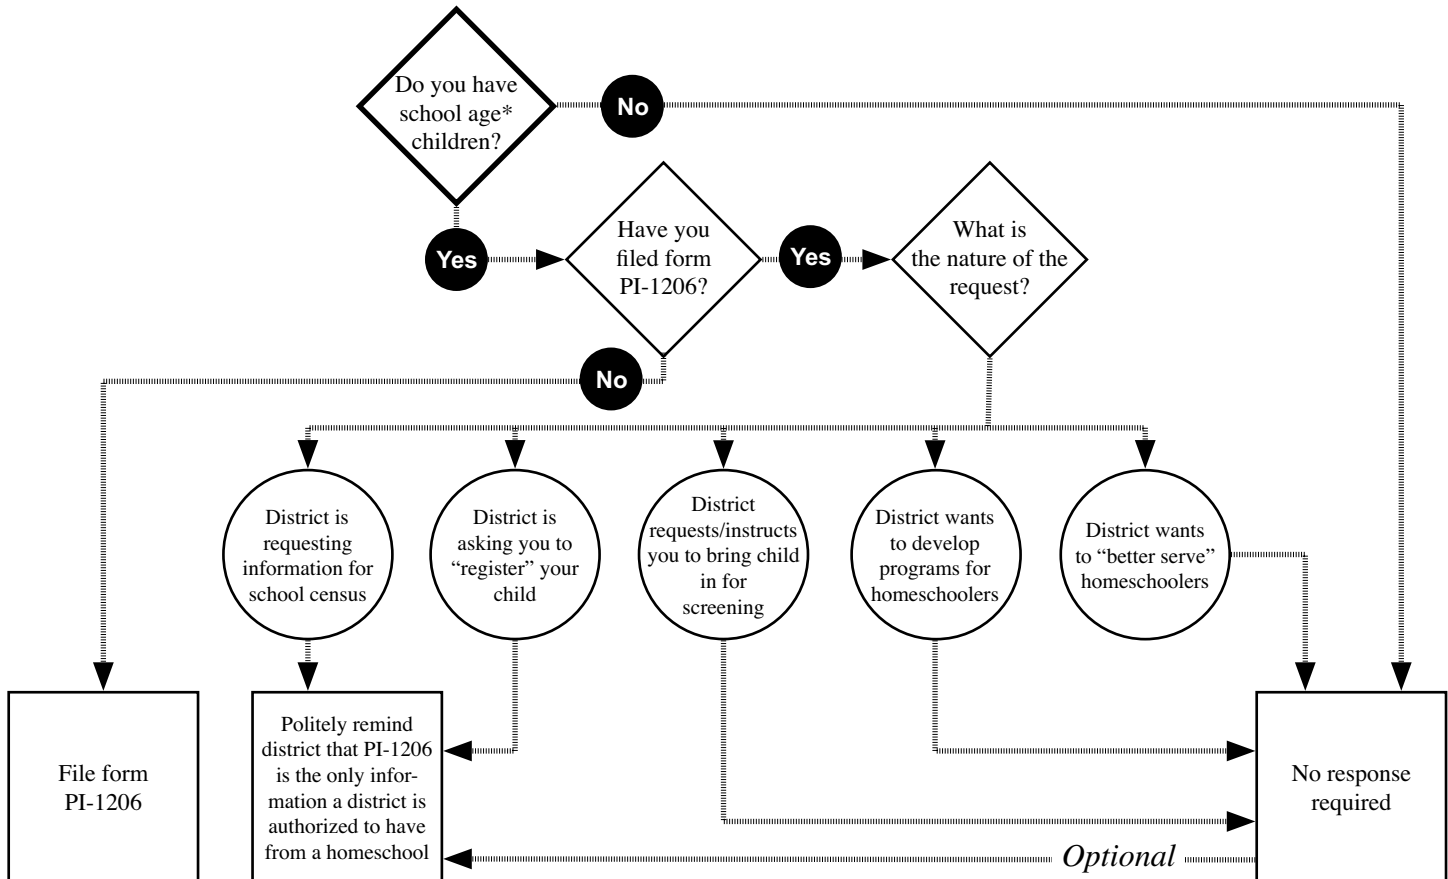 Do you have
school age*
children?
No
Yes
Have you
filed form
PI-1206?
Yes
What is
the nature of the
request?
No
District is
requesting
information for
school census
District is
asking you to
“register” your
child
District
requests/instructs
you to bring child
in for
screening
District wants
to develop
programs for
homeschoolers
District wants
to “better serve”
homeschoolers
File form
PI-1206
Politely remind
district that PI-1206
is the only infor-
mation a district is
authorized to have
from a homeschool
No response
required
Optional